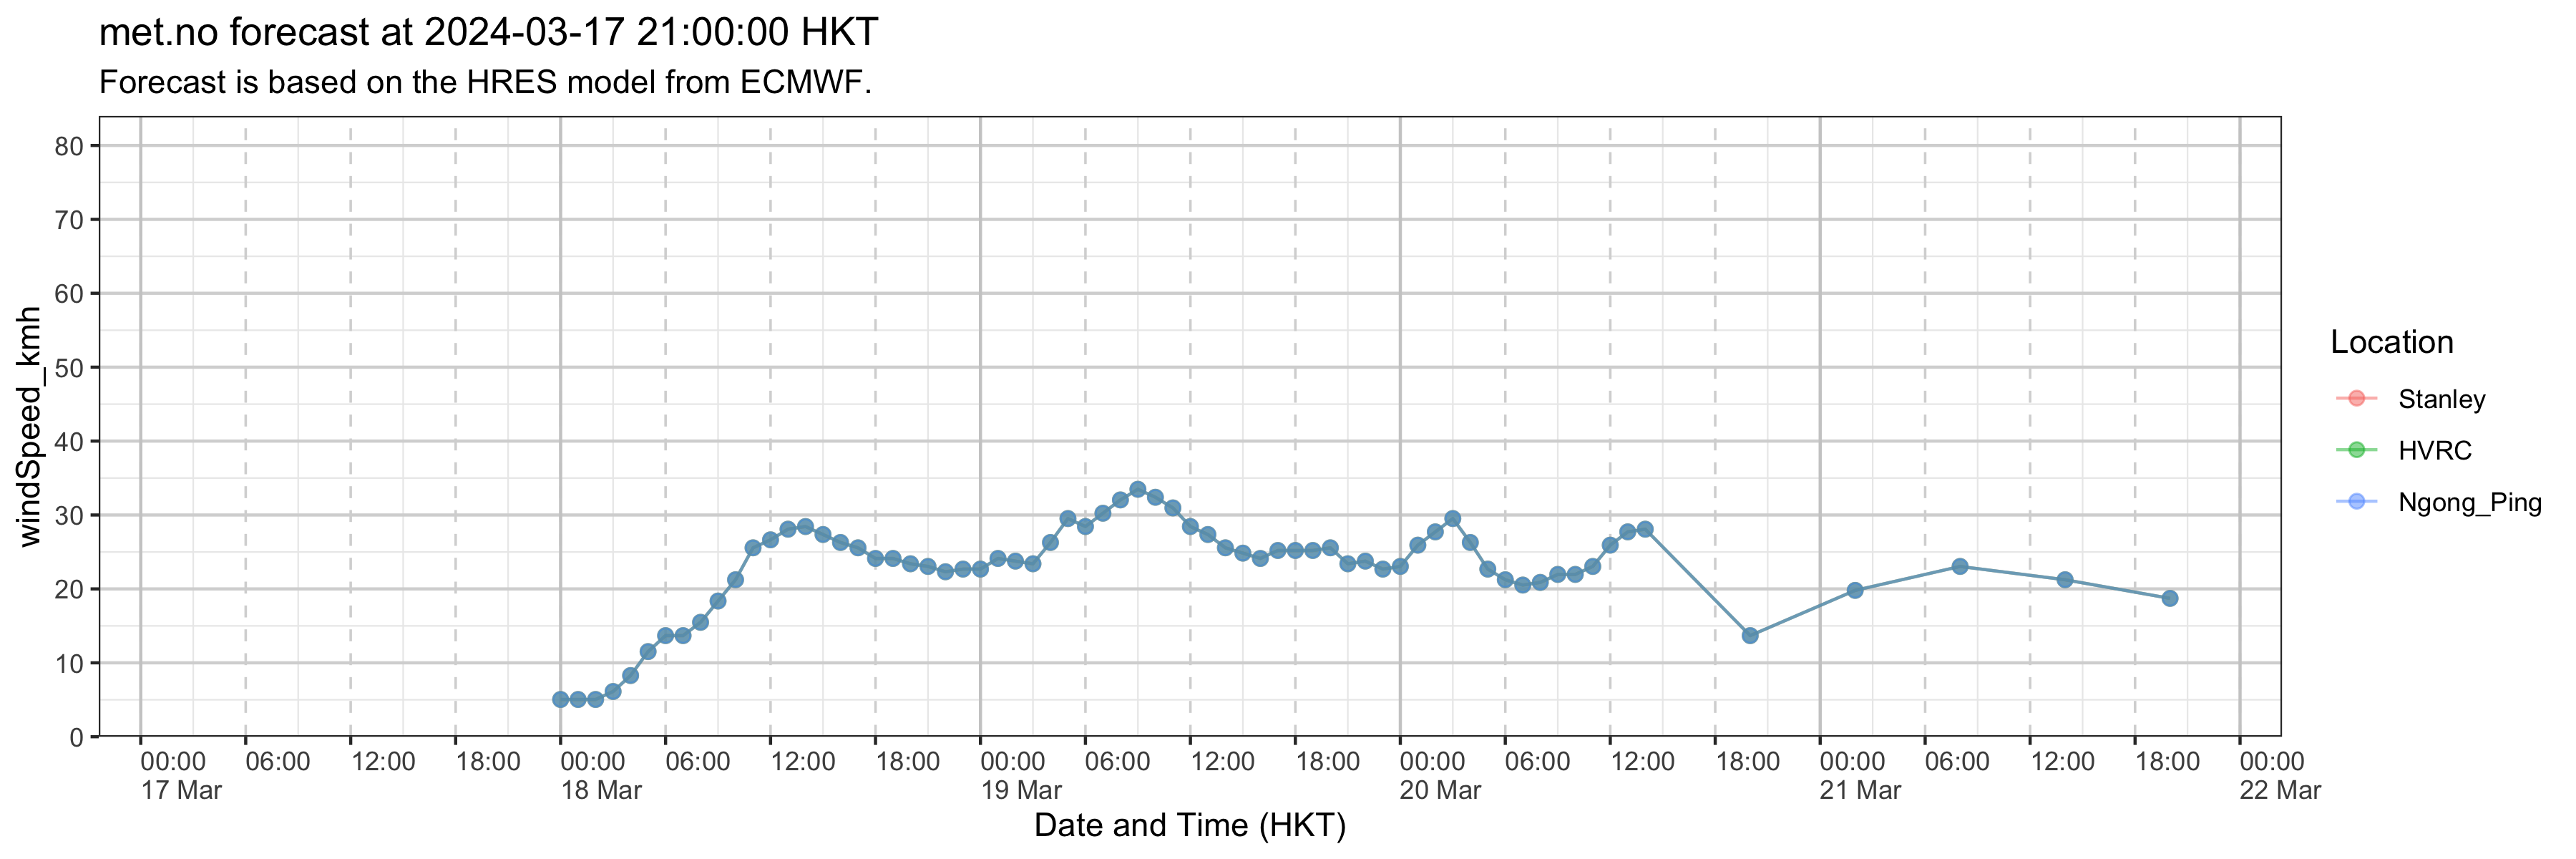 met.no forecast at 2024-03-17 21:00:00 HKT
Forecast is based on the HRES model from ECMWF.
windSpeed_kmh
80
70
60
50
40
30
20
10
0
00:00 06:00 12:00 18:00 00:00 06:00 12:00 18:00 00:00 06:00 12:00 18:00 00:00 06:00 12:00 18:00 00:00 06:00 12:00 18:00 00:00
17 Mar 18 Mar 19 Mar 20 Mar 21 Mar 22 Mar
Date and Time (HKT)
Location
Stanley
HVRC
Ngong_Ping